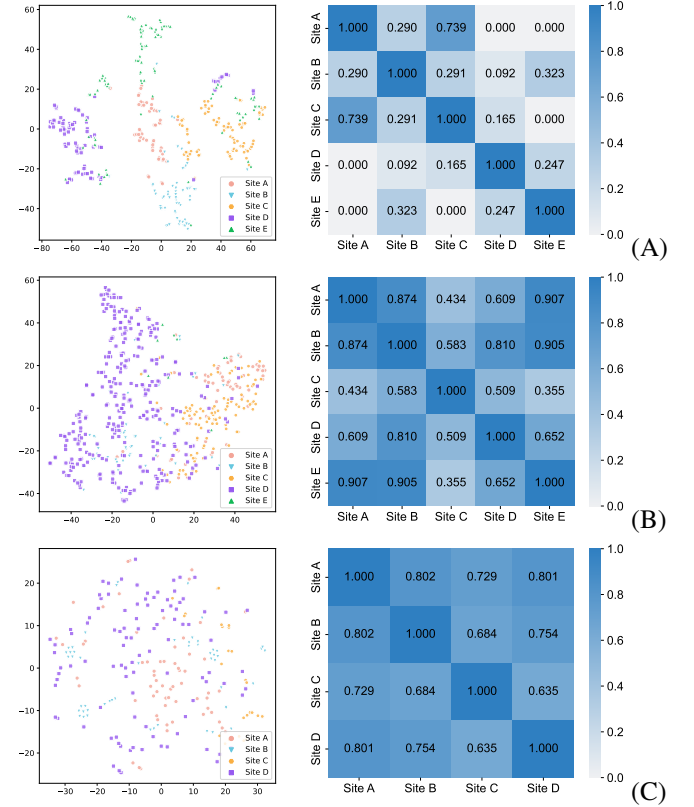 60
40
20
0
−20
−40
−80 −60 −40 −20 0 20 40 60
Site A
Site B
Site C
Site D
Site E
Site A 1.000 0.290 0.739 0.000 0.000
Site B 0.290 1.000 0.291 0.092 0.323
Site C 0.739 0.291 1.000 0.165 0.000
Site D 0.000 0.092 0.165 1.000 0.247
Site E 0.000 0.323 0.000 0.247 1.000
Site A Site B Site C Site D Site E
1.0
0.8
0.6
0.4
0.2
0.0
(A)
60
40
20
0
−20
−40
−40 −20 0 20 40
Site A
Site B
Site C
Site D
Site E
Site A 1.000 0.874 0.434 0.609 0.907
Site B 0.874 1.000 0.583 0.810 0.905
Site C 0.434 0.583 1.000 0.509 0.355
Site D 0.609 0.810 0.509 1.000 0.652
Site E 0.907 0.905 0.355 0.652 1.000
Site A Site B Site C Site D Site E
1.0
0.8
0.6
0.4
0.2
0.0
(B)
20
10
0
−10
−20
−30 −20 −10 0 10 20 30
Site A
Site B
Site C
Site D
Site A 1.000 0.802 0.729 0.801
Site B 0.802 1.000 0.684 0.754
Site C 0.729 0.684 1.000 0.635
Site D 0.801 0.754 0.635 1.000
Site A Site B Site C Site D
1.0
0.8
0.6
0.4
0.2
0.0
(C)